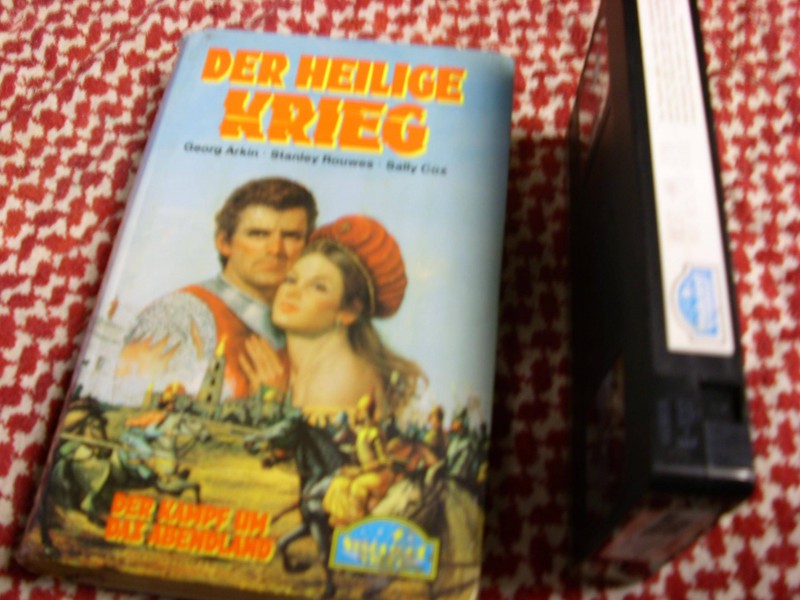 DER HEILIGE
KRIEG
Georg Arkin · Stanley Rouwes · Sally Cox
DER KAMPF UM
DAS ABENDLAND